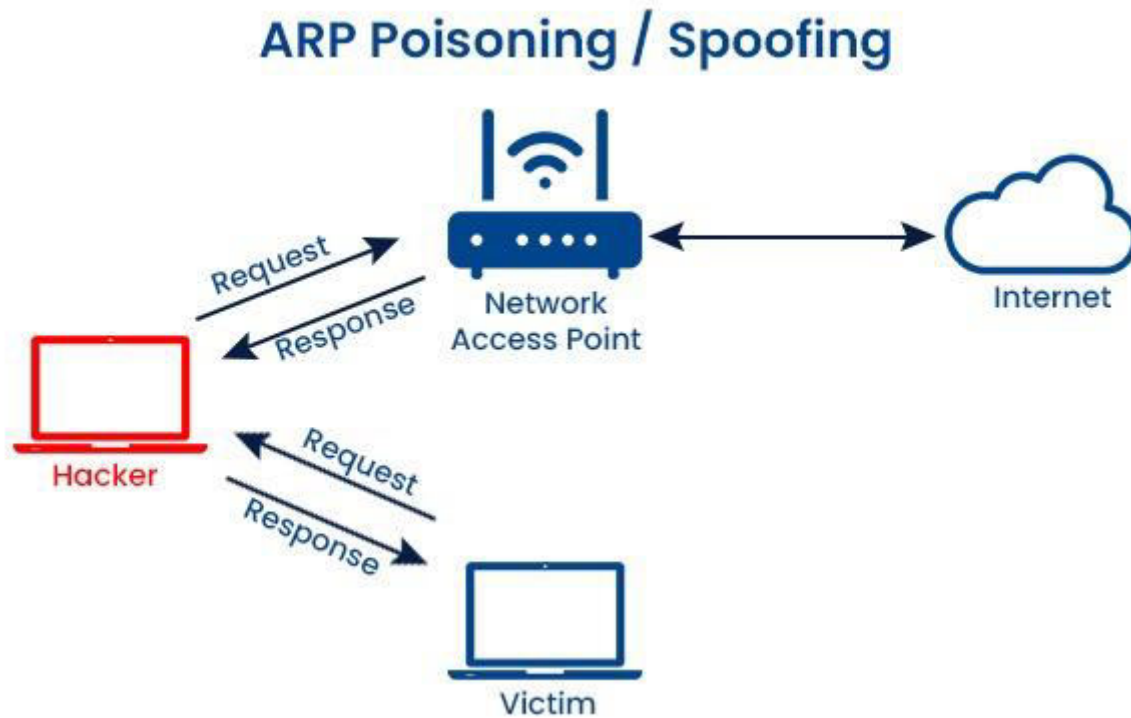 ARP Poisoning / Spoofing
Request
Response
Network
Access Point
Internet
Hacker
Request
Response
Victim